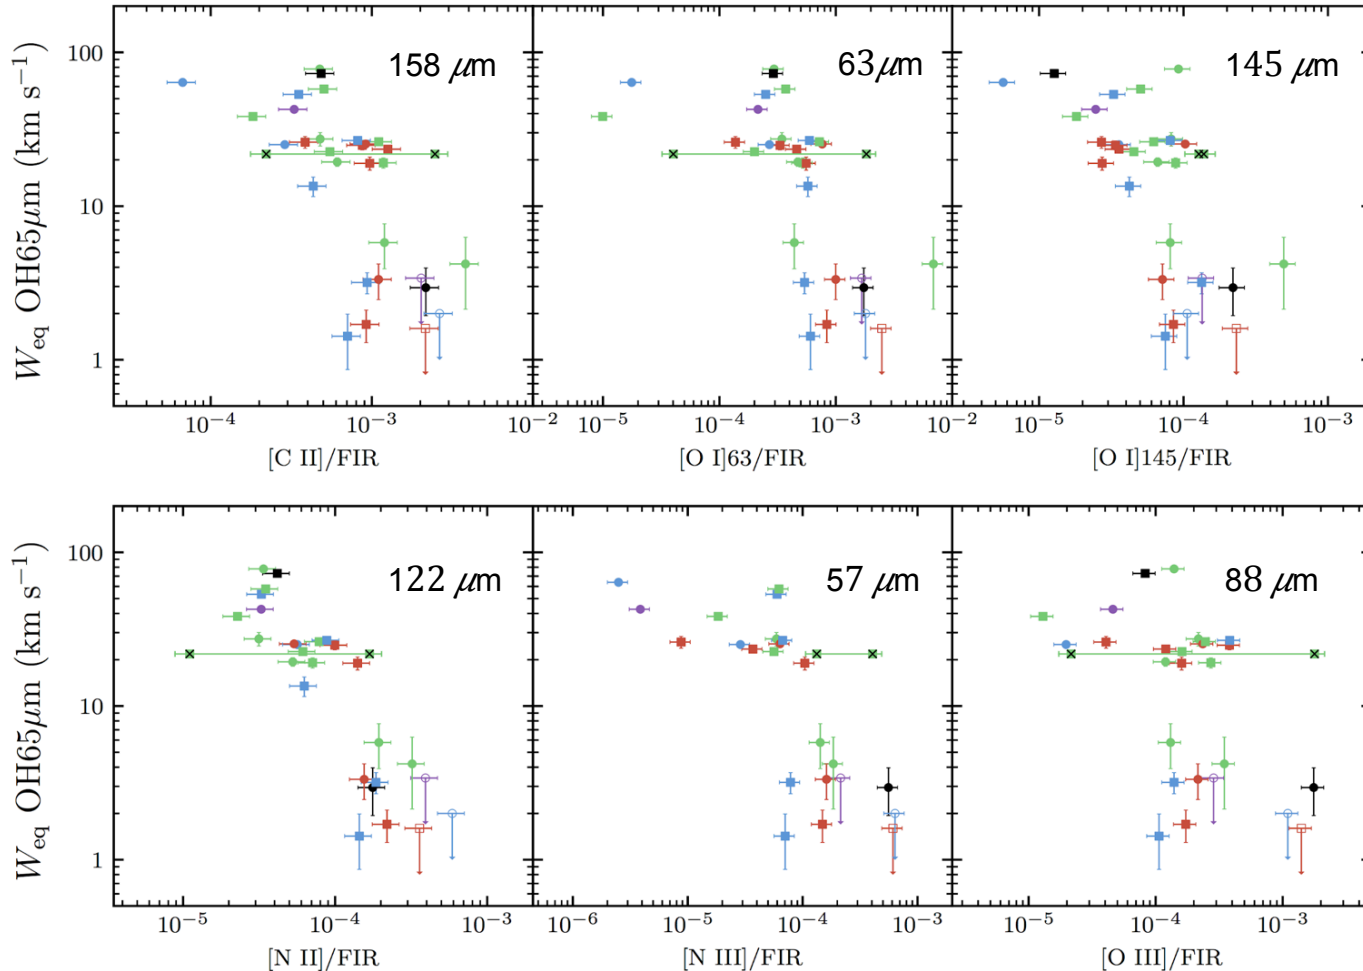 W_eq OH65μm (km s⁻¹)
100
10
1
158 μm
63μm
145 μm
10⁻⁴ 10⁻³ 10⁻²
10⁻⁵ 10⁻⁴ 10⁻³ 10⁻²
10⁻⁵ 10⁻⁴ 10⁻³
[C II]/FIR
[O I]63/FIR
[O I]145/FIR
W_eq OH65μm (km s⁻¹)
100
10
1
122 μm
57 μm
88 μm
10⁻⁵ 10⁻⁴ 10⁻³
10⁻⁶ 10⁻⁵ 10⁻⁴ 10⁻³
10⁻⁵ 10⁻⁴ 10⁻³
[N II]/FIR
[N III]/FIR
[O III]/FIR